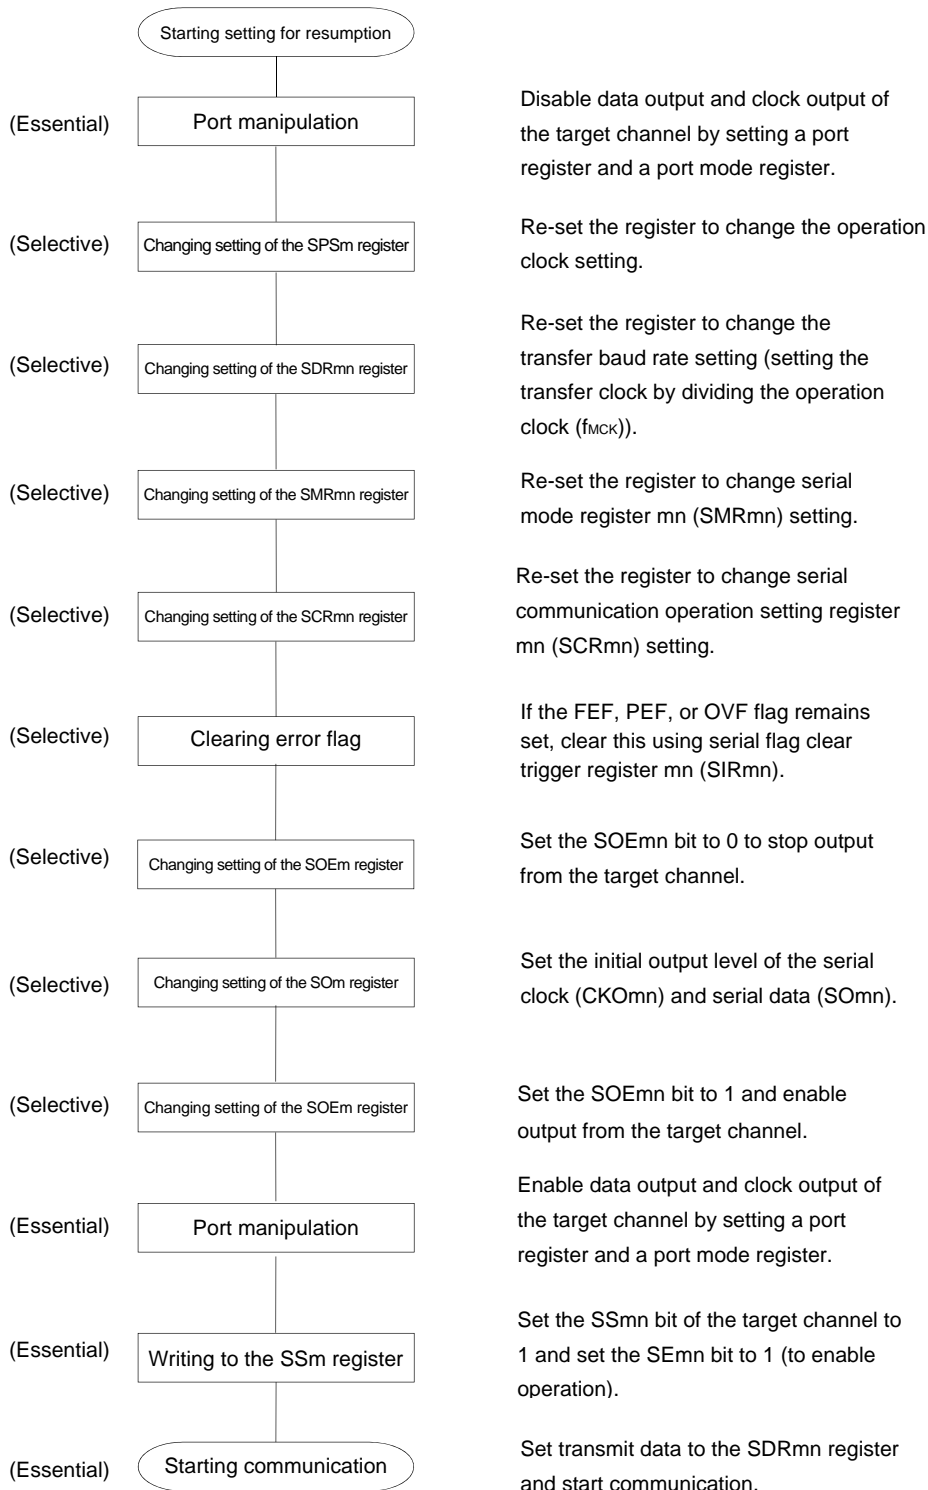 Starting setting for resumption
(Essential)
Port manipulation
Disable data output and clock output of
the target channel by setting a port
register and a port mode register.
(Selective)
Changing setting of the SPSm register
Re-set the register to change the operation
clock setting.
(Selective)
Changing setting of the SDRmn register
Re-set the register to change the
transfer baud rate setting (setting the
transfer clock by dividing the operation
clock (fMCK)).
(Selective)
Changing setting of the SMRmn register
Re-set the register to change serial
mode register mn (SMRmn) setting.
(Selective)
Changing setting of the SCRmn register
Re-set the register to change serial
communication operation setting register
mn (SCRmn) setting.
(Selective)
Clearing error flag
If the FEF, PEF, or OVF flag remains
set, clear this using serial flag clear
trigger register mn (SIRmn).
(Selective)
Changing setting of the SOEm register
Set the SOEmn bit to 0 to stop output
from the target channel.
(Selective)
Changing setting of the SOm register
Set the initial output level of the serial
clock (CKOmn) and serial data (SOmn).
(Selective)
Changing setting of the SOEm register
Set the SOEmn bit to 1 and enable
output from the target channel.
(Essential)
Port manipulation
Enable data output and clock output of
the target channel by setting a port
register and a port mode register.
(Essential)
Writing to the SSm register
Set the SSmn bit of the target channel to
1 and set the SEmn bit to 1 (to enable
operation).
(Essential)
Starting communication
Set transmit data to the SDRmn register
and start communication.